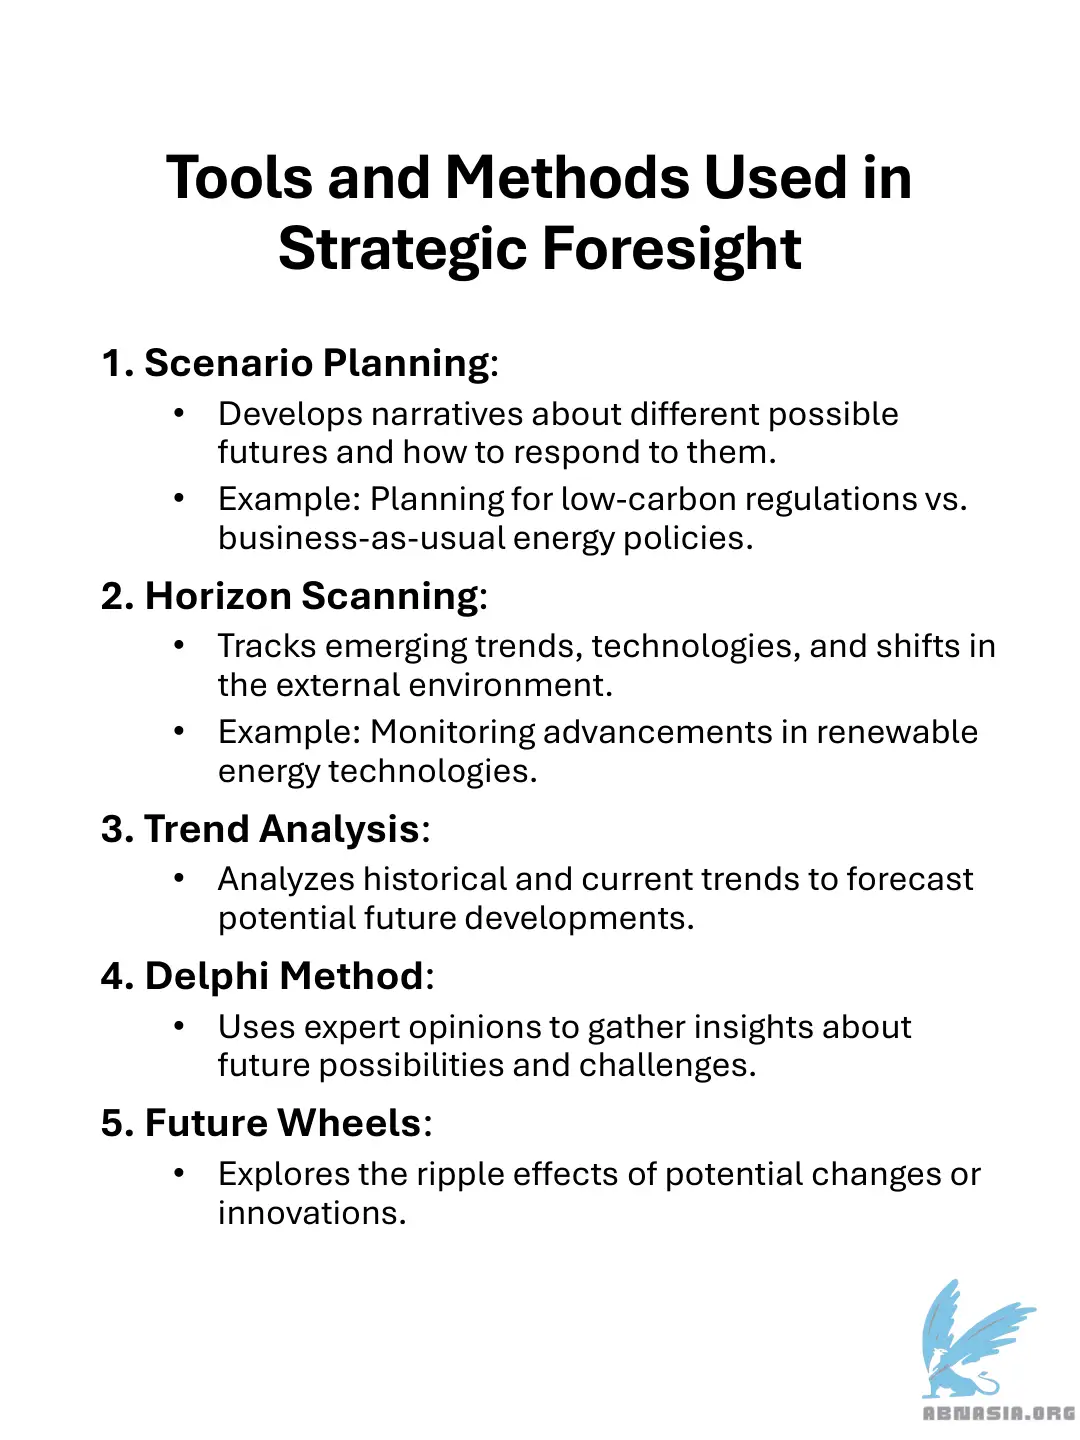 Tools and Methods Used in
Strategic Foresight
1. Scenario Planning:
• Develops narratives about different possible
futures and how to respond to them.
• Example: Planning for low-carbon regulations vs.
business-as-usual energy policies.
2. Horizon Scanning:
• Tracks emerging trends, technologies, and shifts in
the external environment.
• Example: Monitoring advancements in renewable
energy technologies.
3. Trend Analysis:
• Analyzes historical and current trends to forecast
potential future developments.
4. Delphi Method:
• Uses expert opinions to gather insights about
future possibilities and challenges.
5. Future Wheels:
• Explores the ripple effects of potential changes or
innovations.
ABNASIA.ORG